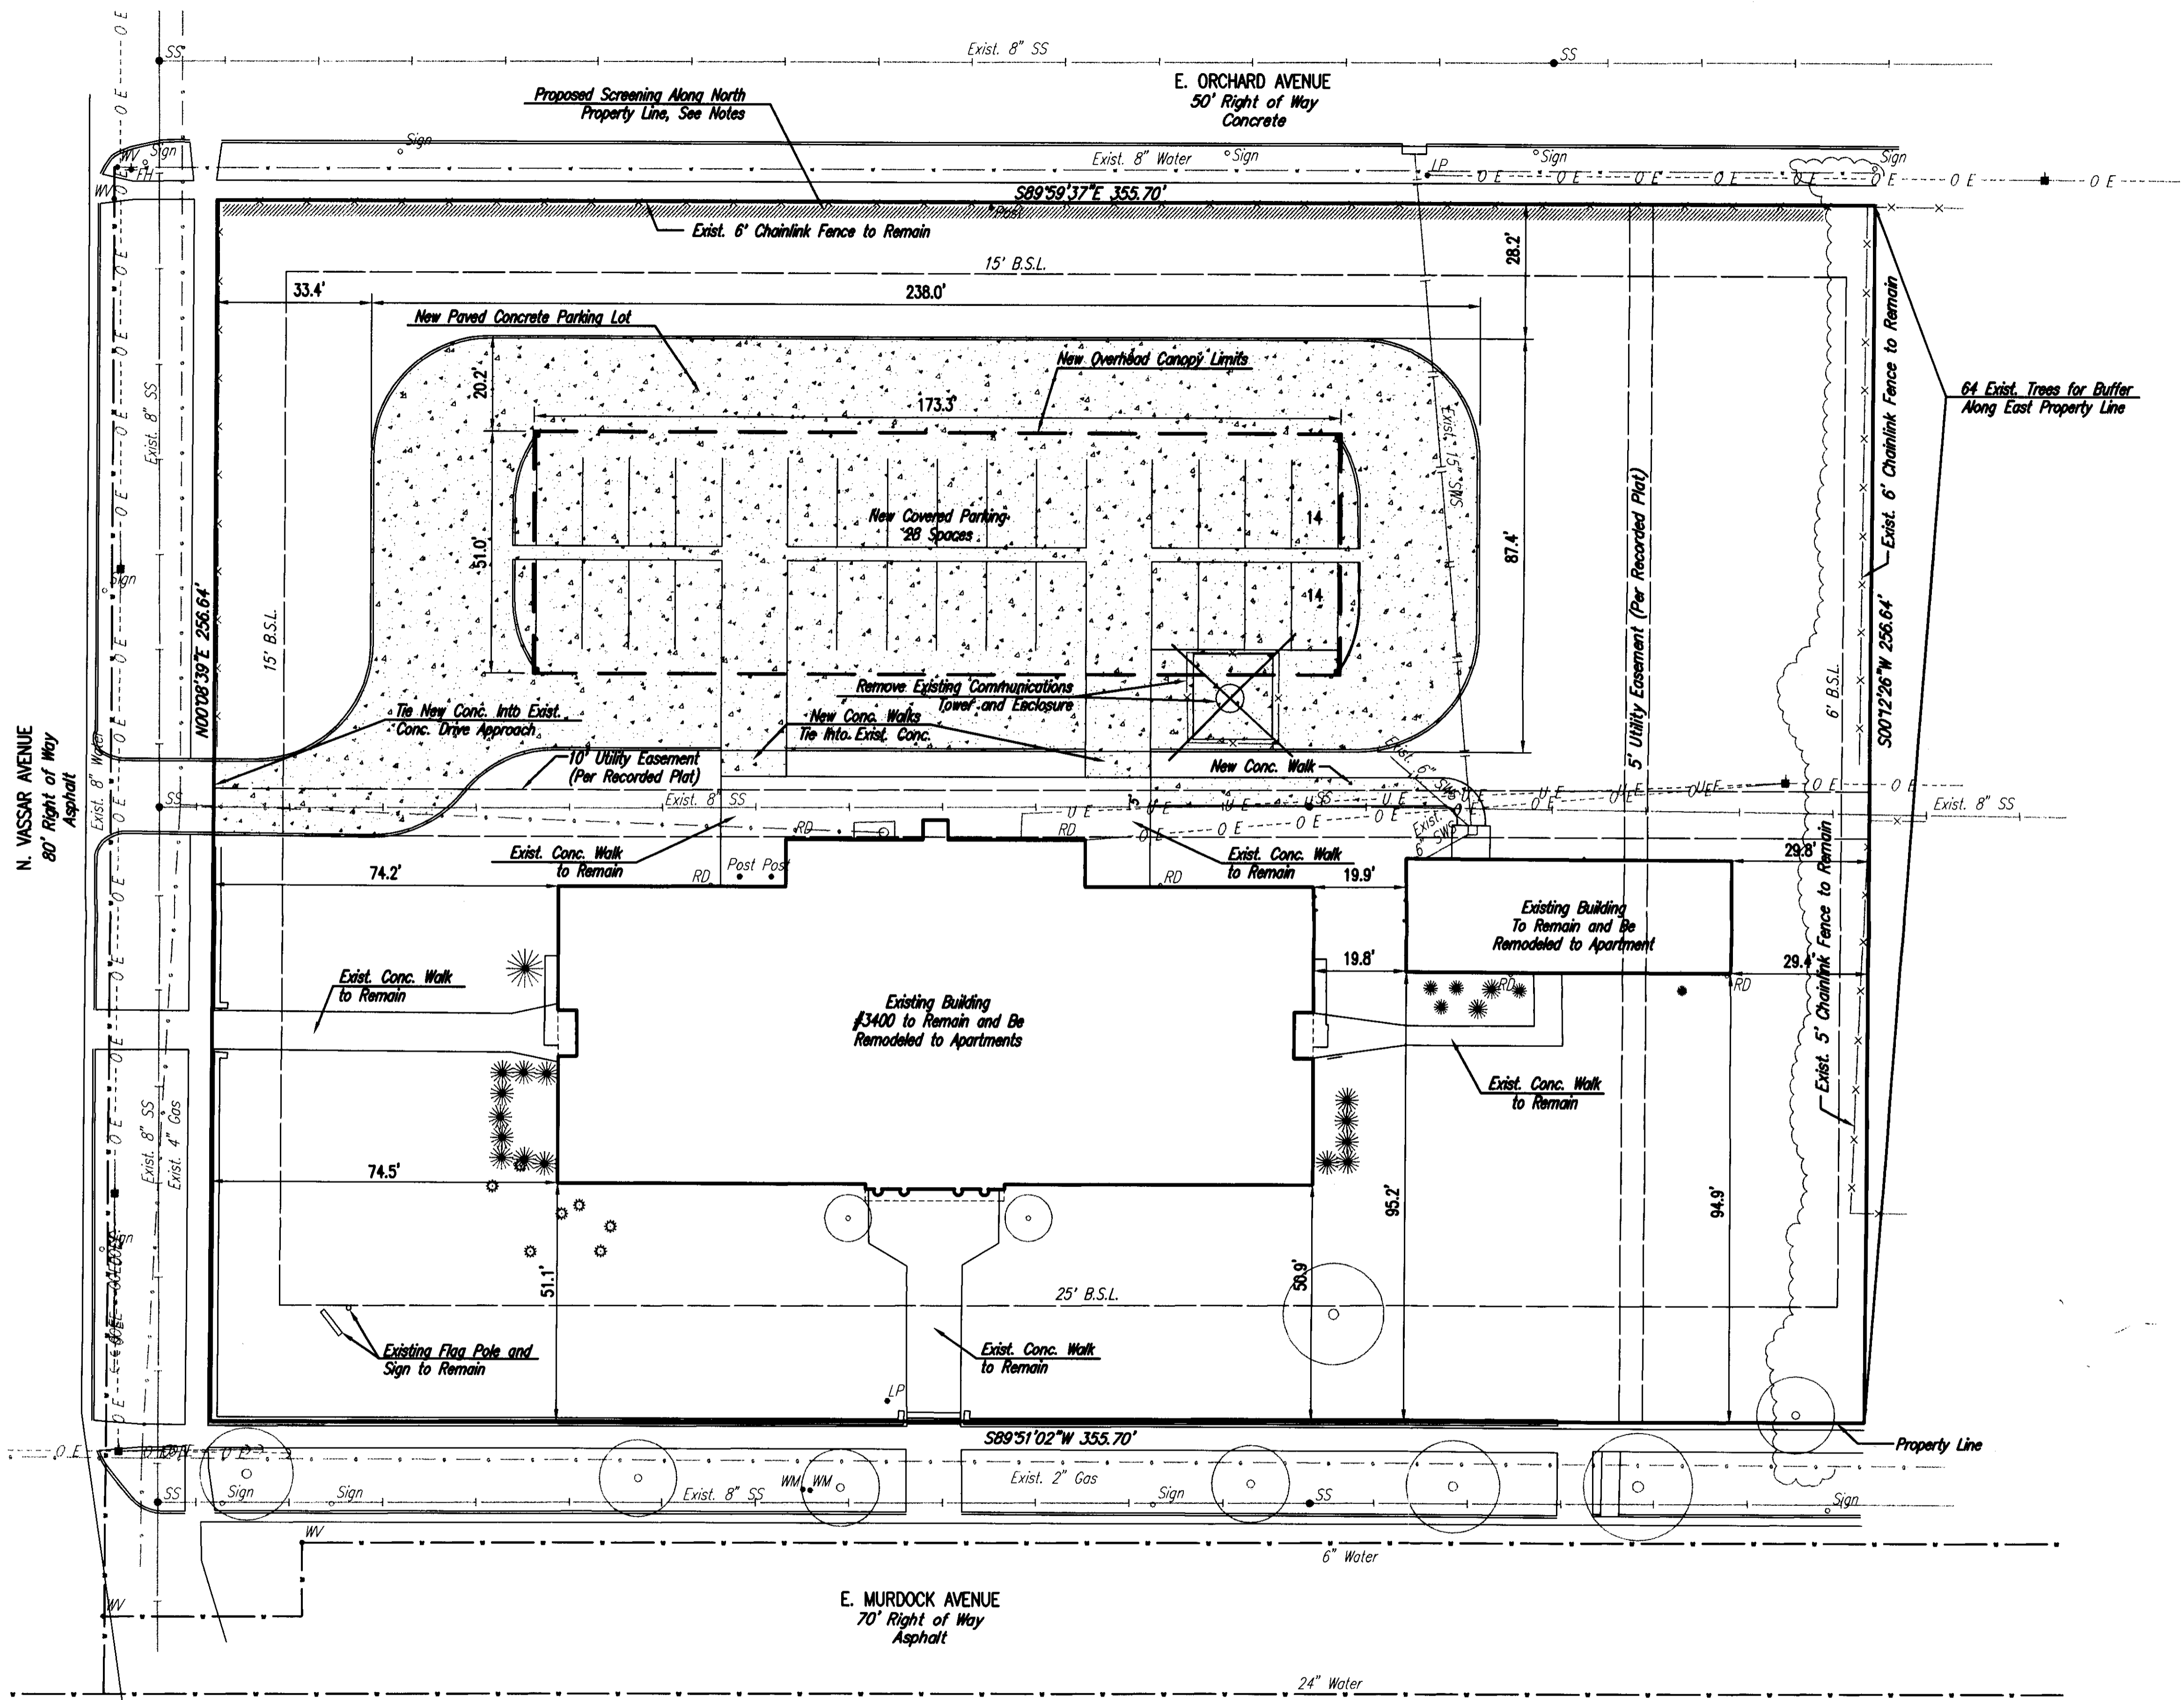 Exist. 8" SS
SS
SS
E. ORCHARD AVENUE
50' Right of Way
Concrete
Proposed Screening Along North
Property Line, See Notes
Sign
WV
Sign
FH
WV
Exist. 8" Water
Sign
Sign
Sign
LP
O E
O E
O E
O E
O E
O E
O E
O E
S89°59'37"E 355.70'
Post
Exist. 6' Chainlink Fence to Remain
28.2'
15' B.S.L.
33.4'
238.0'
New Paved Concrete Parking Lot
New Overhead Canopy Limits
20.2'
173.3'
Exist. 15" SWS
64 Exist. Trees for Buffer
Along East Property Line
Exist. 6' Chainlink Fence to Remain
Exist. 8" SS
New Covered Parking
28 Spaces
14
14
51.0'
87.4'
Sign
N00°08'39"E 256.64'
15' B.S.L.
5' Utility Easement (Per Recorded Plat)
S00°12'26"W 256.64'
6' B.S.L.
Remove Existing Communications
Tower and Enclosure
Tie New Conc. Into Exist.
Conc. Drive Approach
New Conc. Walks
Tie Into Exist. Conc.
10' Utility Easement
(Per Recorded Plat)
New Conc. Walk
Exist. 6" SWS
Exist.
6" SWS
N. VASSAR AVENUE
80' Right of Way
Asphalt
Exist. 8" Water
SS
Exist. 8" SS
5'
U E
U E
U E
SS
U E
U E
U E
U E
O E
O E
O E
O E
O E
O E
O E
O E
O E
Exist. 8" SS
RD
RD
Exist. Conc. Walk
to Remain
Post Post
RD
Exist. Conc. Walk
to Remain
RD
74.2'
19.9'
29.8'
Existing Building
To Remain and Be
Remodeled to Apartment
19.8'
29.4'
RD
RD
Exist. 5' Chainlink Fence to Remain
Exist. Conc. Walk
to Remain
Existing Building
#3400 to Remain and Be
Remodeled to Apartments
Exist. Conc. Walk
to Remain
Exist. 8" SS
Exist. 4" Gas
74.5'
95.2'
94.9'
Sign
51.1'
50.9'
25' B.S.L.
Existing Flag Pole and
Sign to Remain
Exist. Conc. Walk
to Remain
LP
S89°51'02"W 355.70'
Property Line
O E
O E
O E
SS
Sign
Sign
Exist. 8" SS
WM
WM
Exist. 2" Gas
Sign
SS
Sign
WV
6" Water
WV
E. MURDOCK AVENUE
70' Right of Way
Asphalt
24" Water